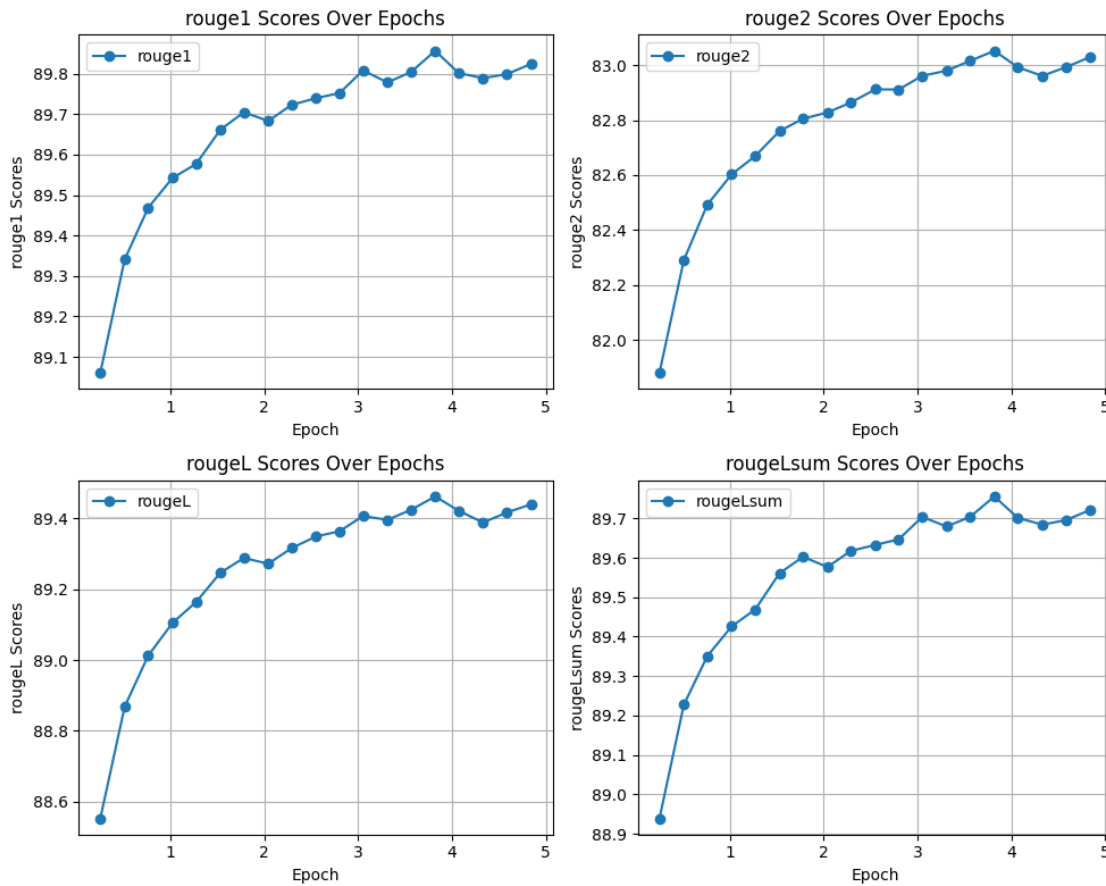 rouge1 Scores Over Epochs
rouge1
rouge1 Scores
89.8
89.7
89.6
89.5
89.4
89.3
89.2
89.1
1 2 3 4 5
Epoch
rouge2 Scores Over Epochs
rouge2
rouge2 Scores
83.0
82.8
82.6
82.4
82.2
82.0
1 2 3 4 5
Epoch
rougeL Scores Over Epochs
rougeL
rougeL Scores
89.4
89.2
89.0
88.8
88.6
1 2 3 4 5
Epoch
rougeLsum Scores Over Epochs
rougeLsum
rougeLsum Scores
89.7
89.6
89.5
89.4
89.3
89.2
89.1
89.0
88.9
1 2 3 4 5
Epoch